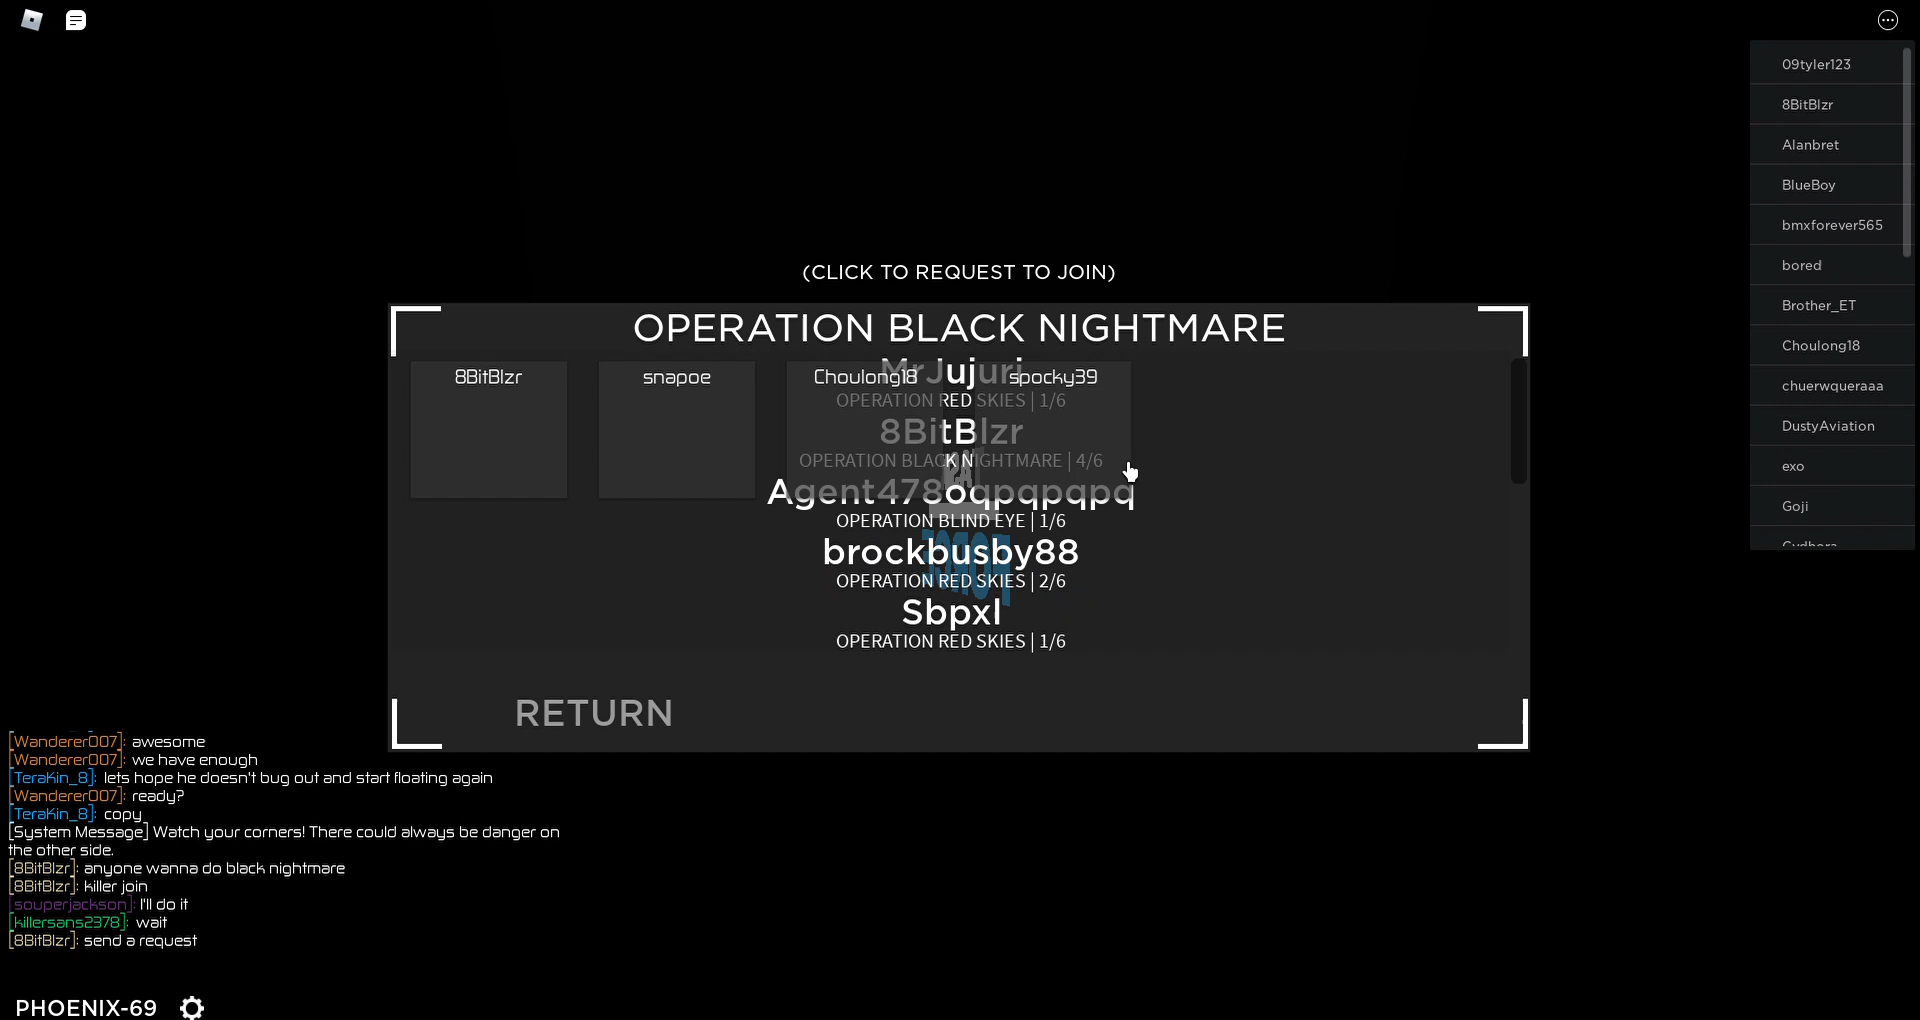 (CLICK TO REQUEST TO JOIN)
OPERATION BLACK NIGHTMARE
8BitBlzr
snapoe
Choulong18
spocky39
MrJujuri
OPERATION RED SKIES | 1/6
8BitBlzr
OPERATION BLACK NIGHTMARE | 4/6
Agent478oqpqpqpq
OPERATION BLIND EYE | 1/6
brockbusby88
OPERATION RED SKIES | 2/6
Sbpxl
OPERATION RED SKIES | 1/6
RETURN
09tyler123
8BitBlzr
Alanbret
BlueBoy
bmxforever565
bored
Brother_ET
Choulong18
chuerwqueraaa
DustyAviation
exo
Goji
[Wanderer007]: awesome
[Wanderer007]: we have enough
[TeraKin_8]: lets hope he doesn't bug out and start floating again
[Wanderer007]: ready?
[TeraKin_8]: copy
[System Message] Watch your corners! There could always be danger on
the other side.
[8BitBlzr]: anyone wanna do black nightmare
[8BitBlzr]: killer join
[souperjackson]: I'll do it
[killersans2378]: wait
[8BitBlzr]: send a request
PHOENIX-69